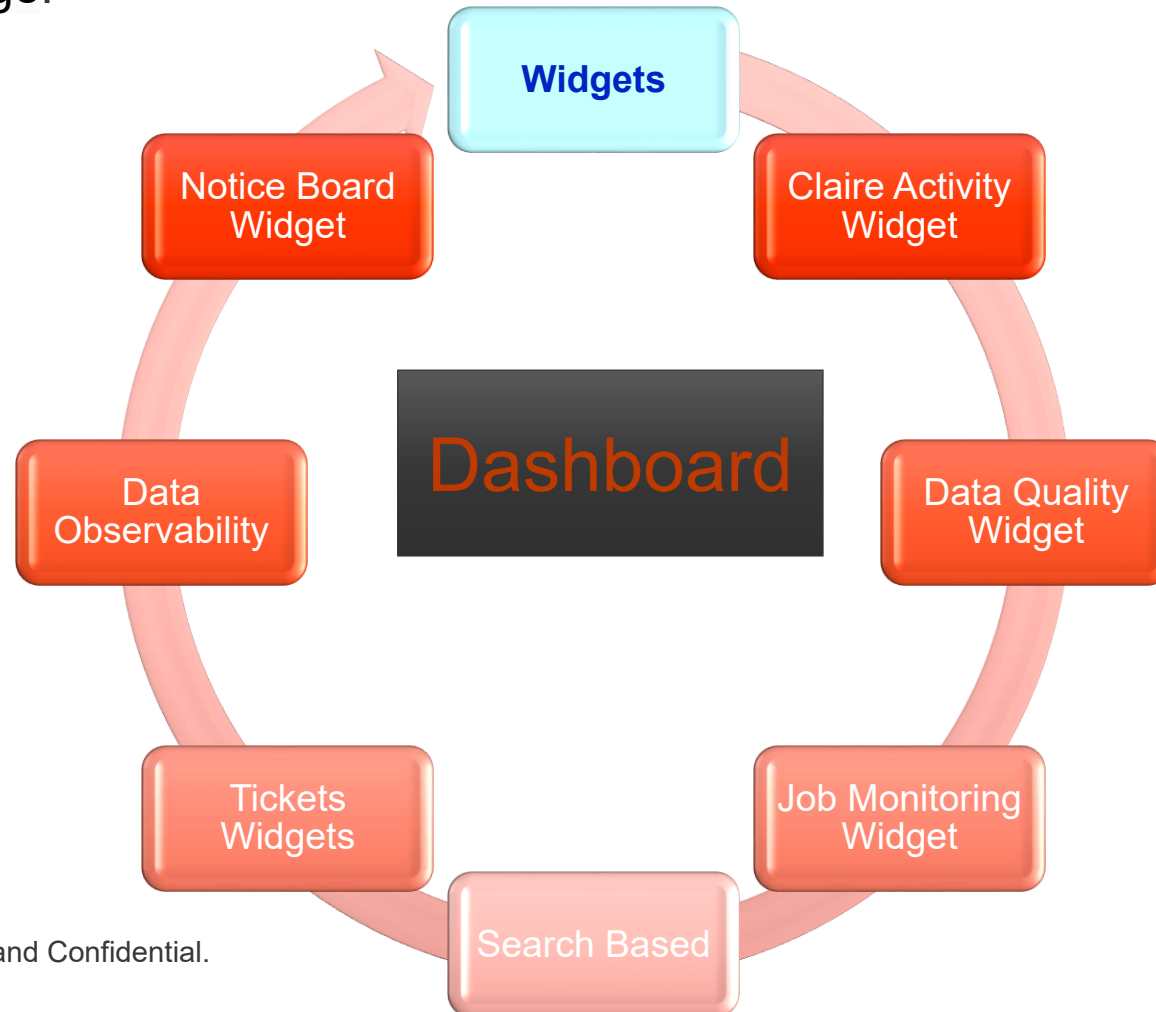 Widgets
Notice Board
Widget
Claire Activity
Widget
Dashboard
Data
Observability
Data Quality
Widget
Tickets
Widgets
Job Monitoring
Widget
Search Based
and Confidential.